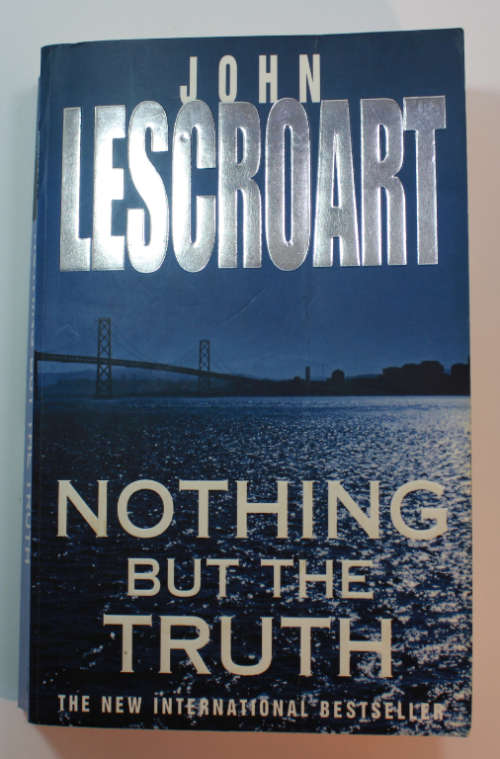 JOHN
LESCROART
NOTHING
BUT THE
TRUTH
THE NEW INTERNATIONAL BESTSELLER